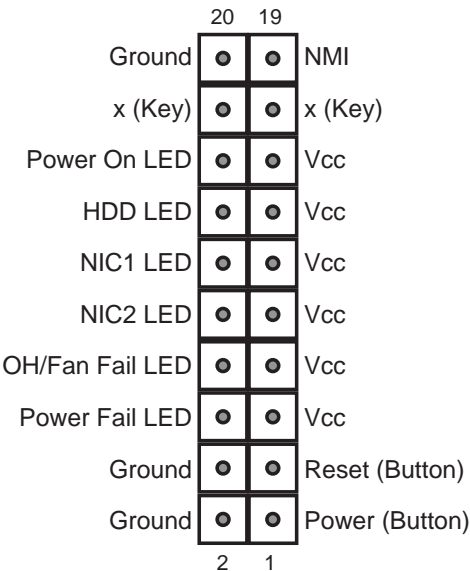 20 19
Ground NMI
x (Key) x (Key)
Power On LED Vcc
HDD LED Vcc
NIC1 LED Vcc
NIC2 LED Vcc
OH/Fan Fail LED Vcc
Power Fail LED Vcc
Ground Reset (Button)
Ground Power (Button)
2 1